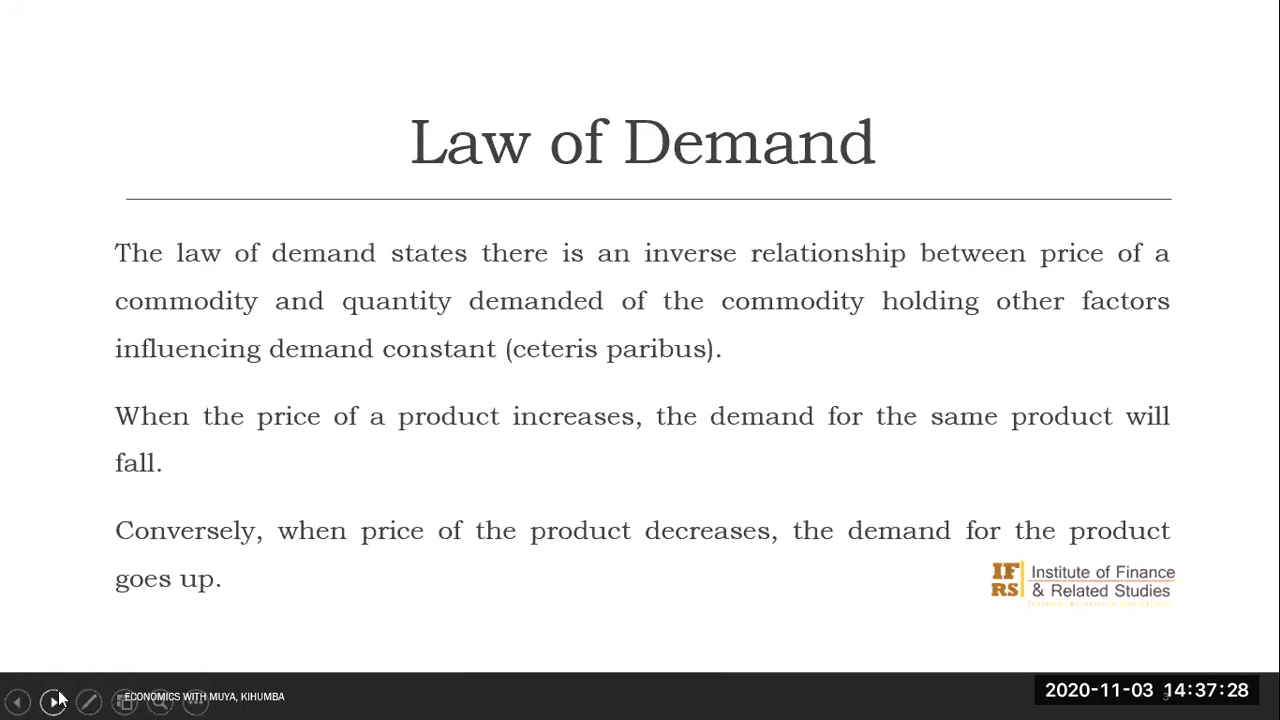 Law of Demand
The law of demand states there is an inverse relationship between price of a
commodity and quantity demanded of the commodity holding other factors
influencing demand constant (ceteris paribus).
When the price of a product increases, the demand for the same product will
fall.
Conversely, when price of the product decreases, the demand for the product
goes up.
IF
RS
Institute of Finance
& Related Studies
ECONOMICS WITH MUYA, KIHUMBA
3
2020-11-03 14:37:28